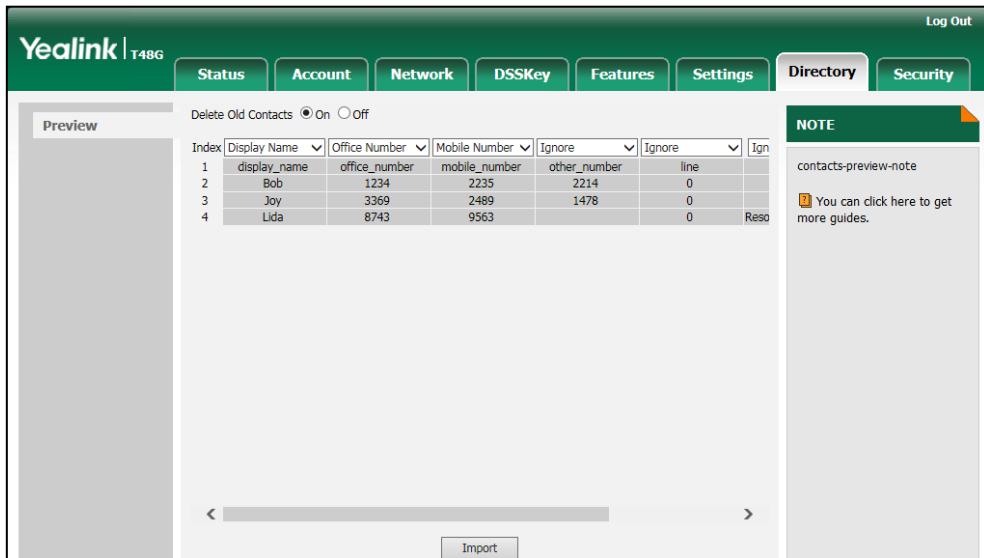 Log Out
Yealink | T48G
Status Account Network DSSKey Features Settings Directory Security
Preview
Delete Old Contacts On Off
Index Display Name Office Number Mobile Number Ignore Ignore Ign
1 display_name office_number mobile_number other_number line
2 Bob 1234 2235 2214 0
3 Joy 3369 2489 1478 0
4 Lida 8743 9563 0 Reso
Import
NOTE
contacts-preview-note
? You can click here to get
more guides.